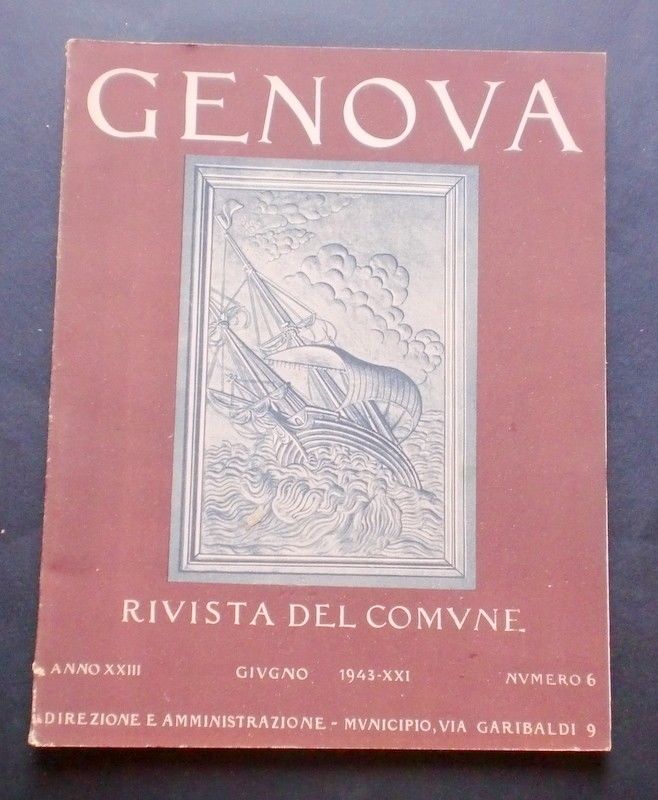 GENOVA
RIVISTA DEL COMVNE
ANNO XXIII GIVGNO 1943-XXI NVMERO 6
DIREZIONE E AMMINISTRAZIONE - MVNICIPIO, VIA GARIBALDI 9